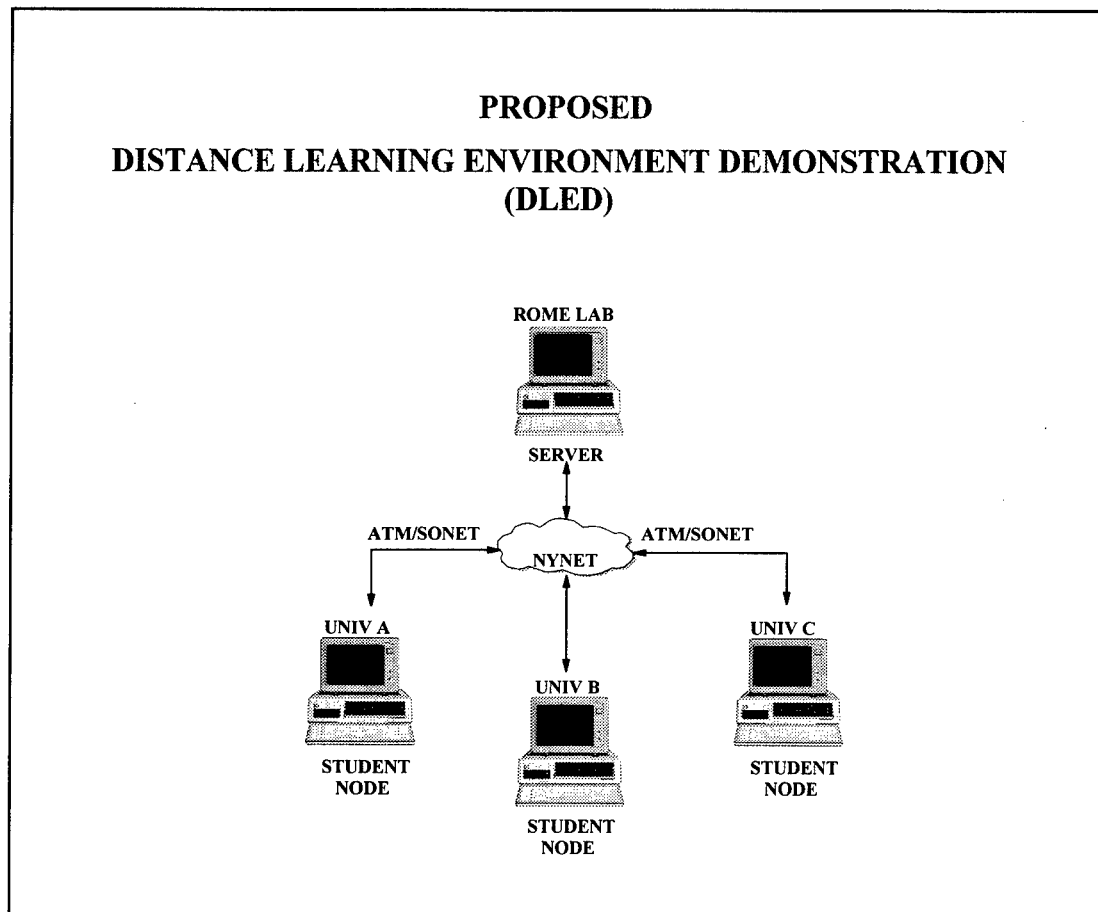 PROPOSED
DISTANCE LEARNING ENVIRONMENT DEMONSTRATION
(DLED)
ROME LAB
SERVER
ATM/SONET
ATM/SONET
NYNET
UNIV A
UNIV C
UNIV B
STUDENT
NODE
STUDENT
NODE
STUDENT
NODE